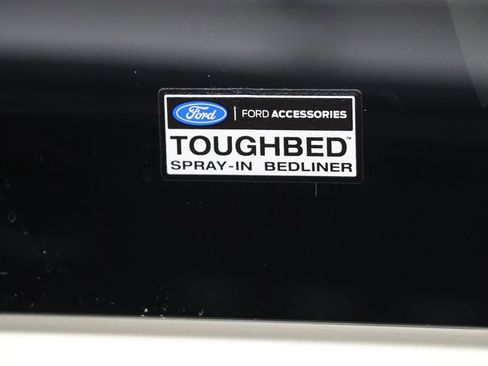 Ford | FORD ACCESSORIES
TOUGHBED™
SPRAY-IN BEDLINER